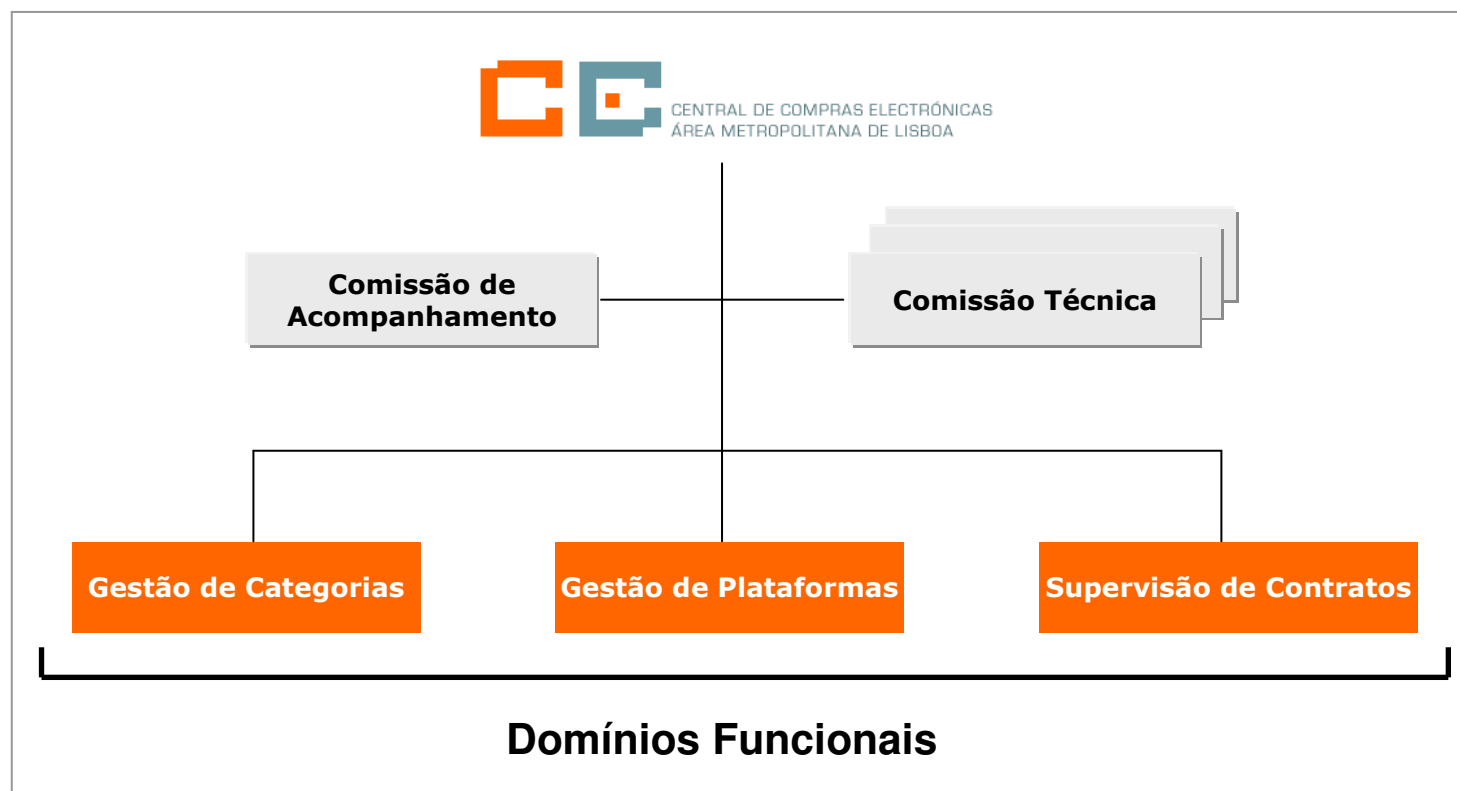 CENTRAL DE COMPRAS ELECTRÓNICAS
ÁREA METROPOLITANA DE LISBOA
Comissão de
Acompanhamento
Comissão Técnica
Gestão de Categorias
Gestão de Plataformas
Supervisão de Contratos
Domínios Funcionais